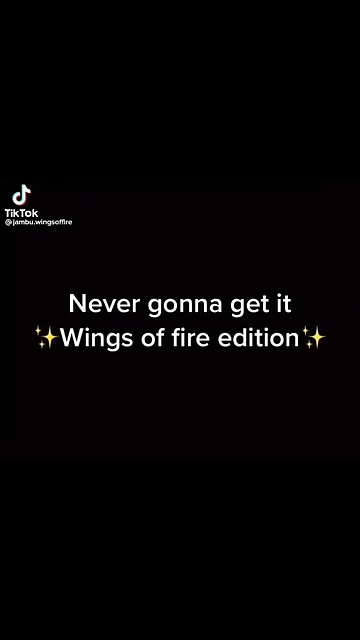 TikTok
@jambu.wingsoffire
Never gonna get it
✨Wings of fire edition✨